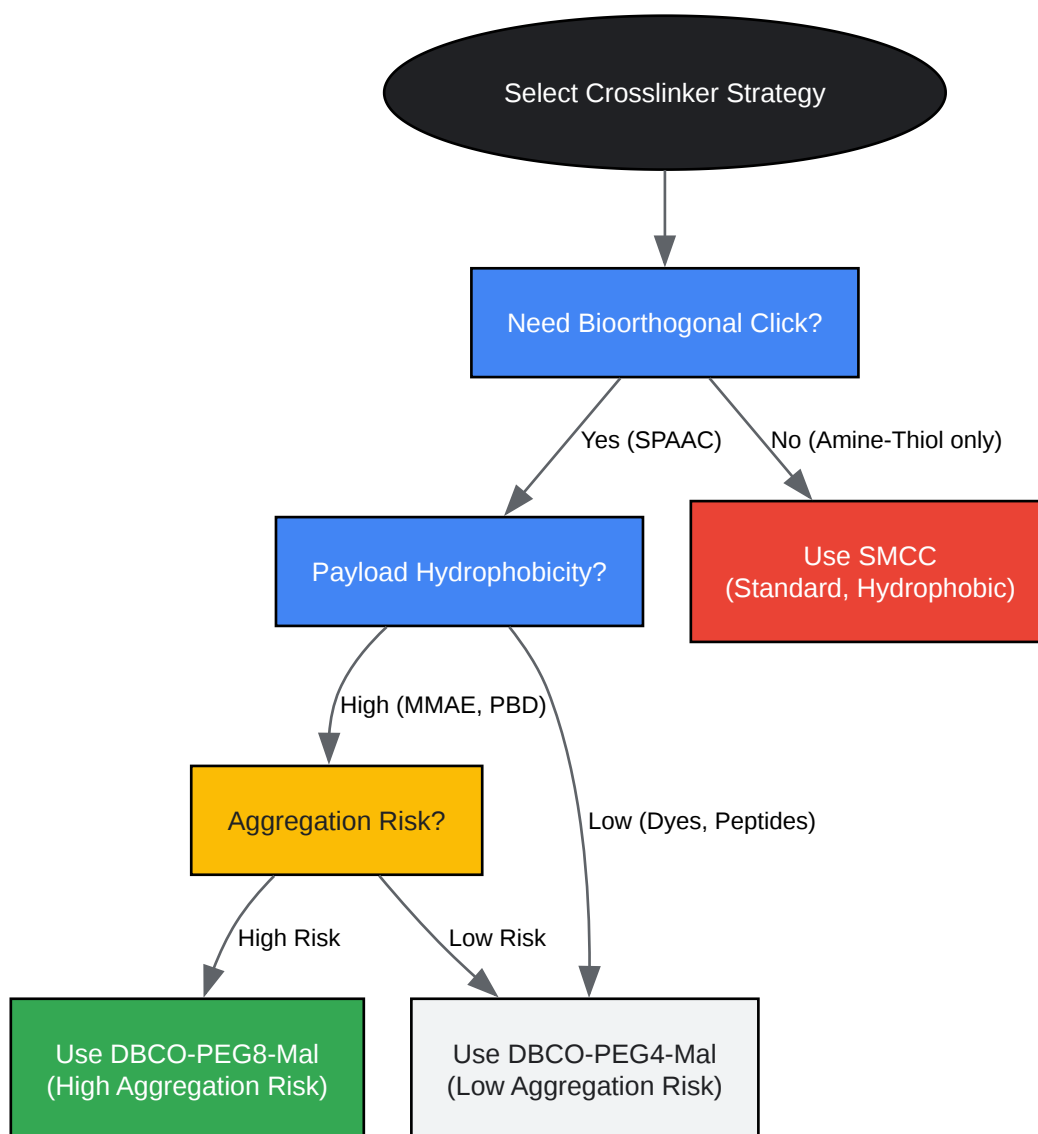 Select Crosslinker Strategy
Need Bioorthogonal Click?
Yes (SPAAC)
No (Amine-Thiol only)
Payload Hydrophobicity?
Use SMCC
(Standard, Hydrophobic)
High (MMAE, PBD)
Aggregation Risk?
Low (Dyes, Peptides)
High Risk
Low Risk
Use DBCO-PEG8-Mal
(High Aggregation Risk)
Use DBCO-PEG4-Mal
(Low Aggregation Risk)